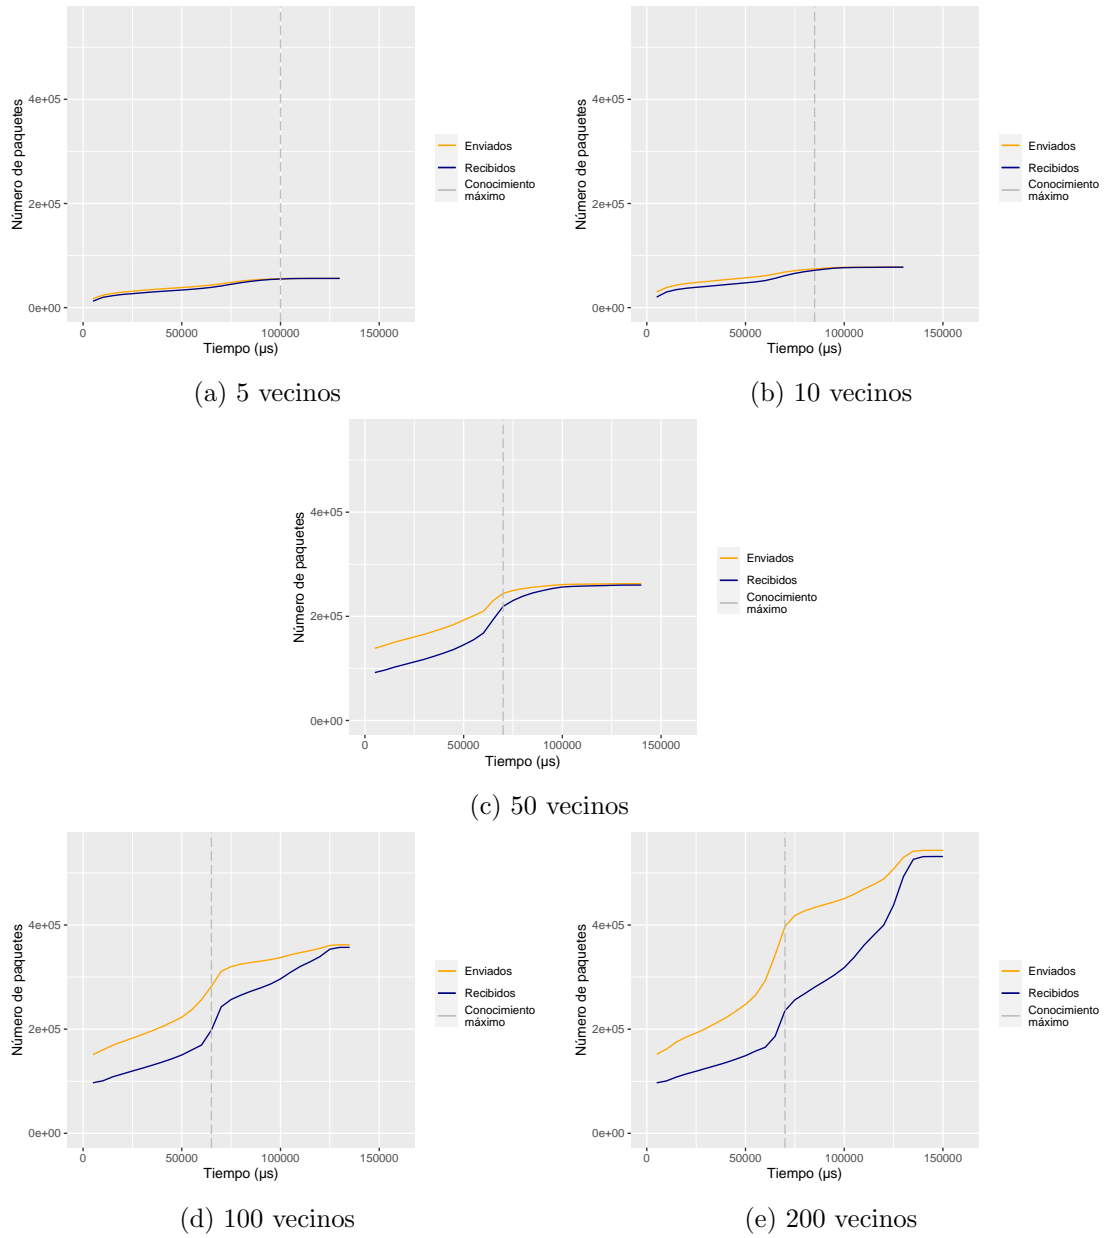 Número de paquetes
4e+05
2e+05
0e+00
0
50000
100000
150000
Tiempo (µs)
Enviados
Recibidos
Conocimiento
máximo
(a) 5 vecinos
Número de paquetes
4e+05
2e+05
0e+00
0
50000
100000
150000
Tiempo (µs)
Enviados
Recibidos
Conocimiento
máximo
(b) 10 vecinos
Número de paquetes
4e+05
2e+05
0e+00
0
50000
100000
150000
Tiempo (µs)
Enviados
Recibidos
Conocimiento
máximo
(c) 50 vecinos
Número de paquetes
4e+05
2e+05
0e+00
0
50000
100000
150000
Tiempo (µs)
Enviados
Recibidos
Conocimiento
máximo
(d) 100 vecinos
Número de paquetes
4e+05
2e+05
0e+00
0
50000
100000
150000
Tiempo (µs)
Enviados
Recibidos
Conocimiento
máximo
(e) 200 vecinos